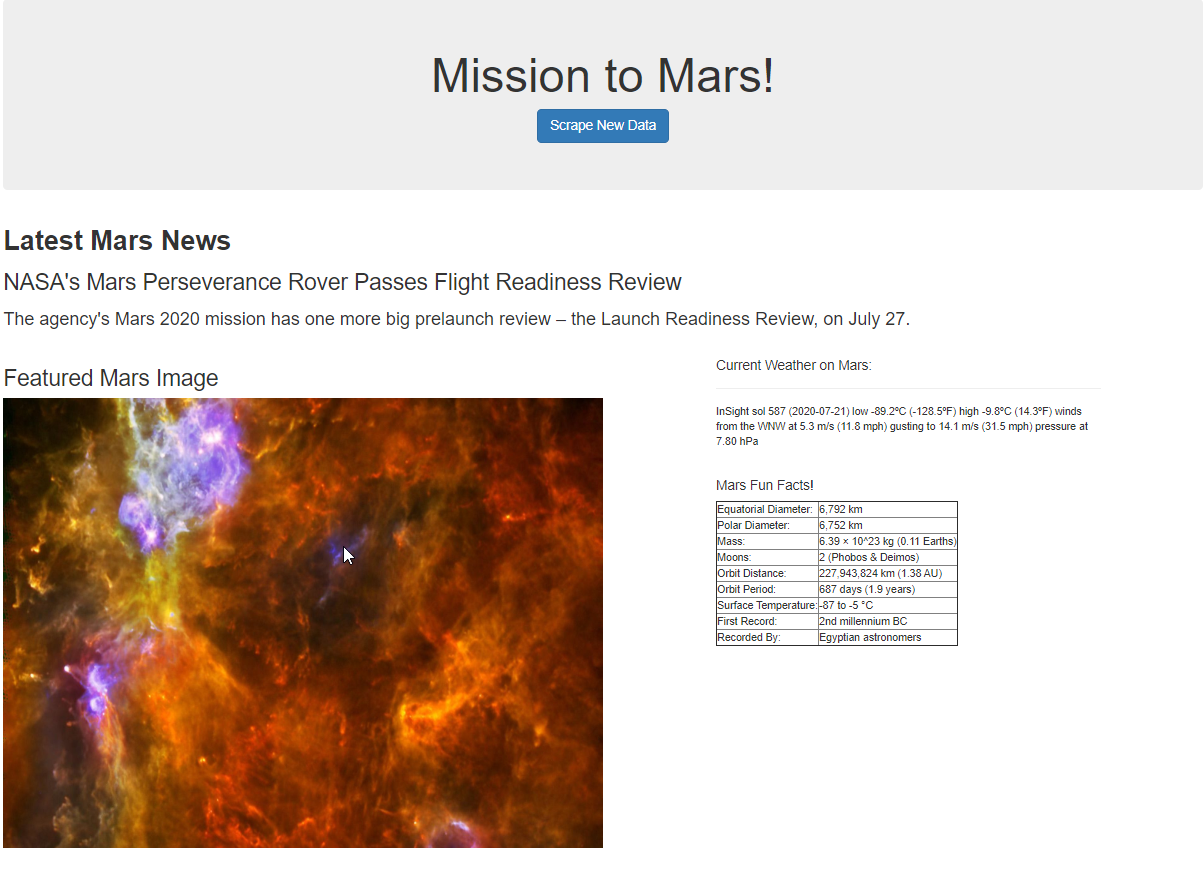 Mission to Mars!
Scrape New Data
Latest Mars News
NASA's Mars Perseverance Rover Passes Flight Readiness Review
The agency's Mars 2020 mission has one more big prelaunch review – the Launch Readiness Review, on July 27.
Featured Mars Image
Current Weather on Mars:
InSight sol 587 (2020-07-21) low -89.2ºC (-128.5ºF) high -9.8ºC (14.3ºF) winds
from the WNW at 5.3 m/s (11.8 mph) gusting to 14.1 m/s (31.5 mph) pressure at
7.80 hPa
Mars Fun Facts!
Equatorial Diameter: 6,792 km
Polar Diameter: 6,752 km
Mass: 6.39 × 10^23 kg (0.11 Earths)
Moons: 2 (Phobos & Deimos)
Orbit Distance: 227,943,824 km (1.38 AU)
Orbit Period: 687 days (1.9 years)
Surface Temperature: -87 to -5 °C
First Record: 2nd millennium BC
Recorded By: Egyptian astronomers